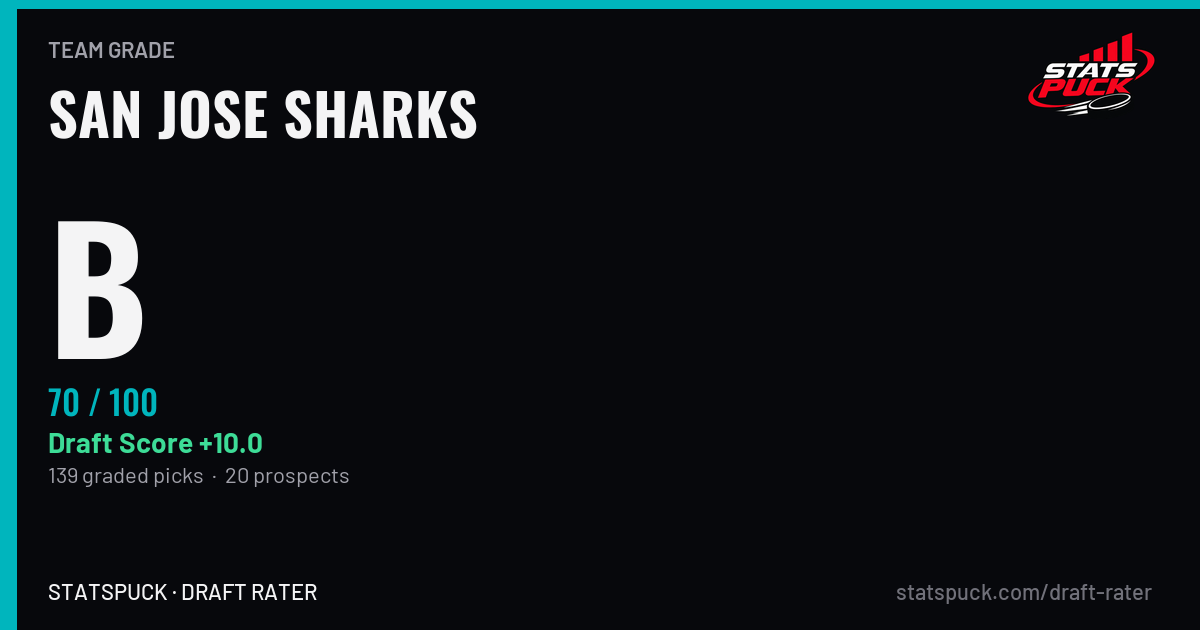 TEAM GRADE
STATS
PUCK
SAN JOSE SHARKS
B
70 / 100
Draft Score +10.0
139 graded picks · 20 prospects
STATSPUCK · DRAFT RATER
statspuck.com/draft-rater